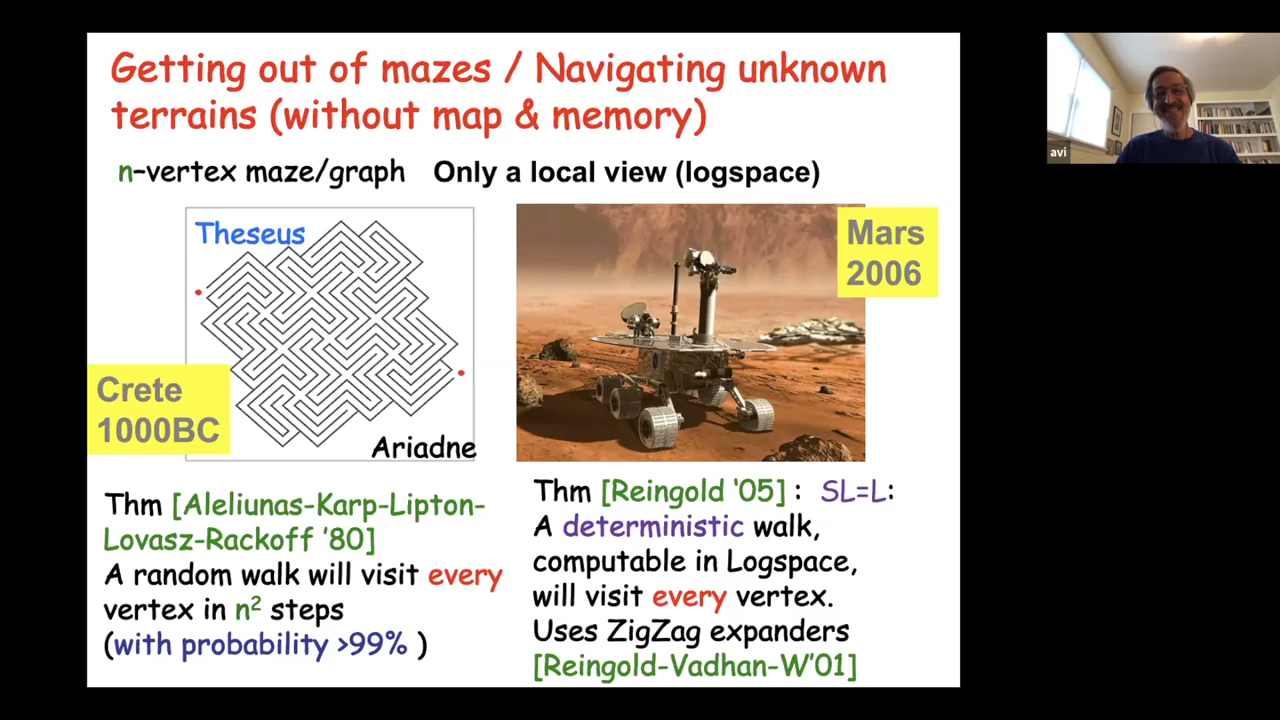 Getting out of mazes / Navigating unknown
terrains (without map & memory)
n-vertex maze/graph Only a local view (logspace)
Theseus
Crete
1000BC
Ariadne
Mars
2006
Thm [Aleliunas-Karp-Lipton-
Lovasz-Rackoff '80]
A random walk will visit every
vertex in n² steps
(with probability >99% )
Thm [Reingold '05] : SL=L:
A deterministic walk,
computable in Logspace,
will visit every vertex.
Uses ZigZag expanders
[Reingold-Vadhan-W'01]
avi